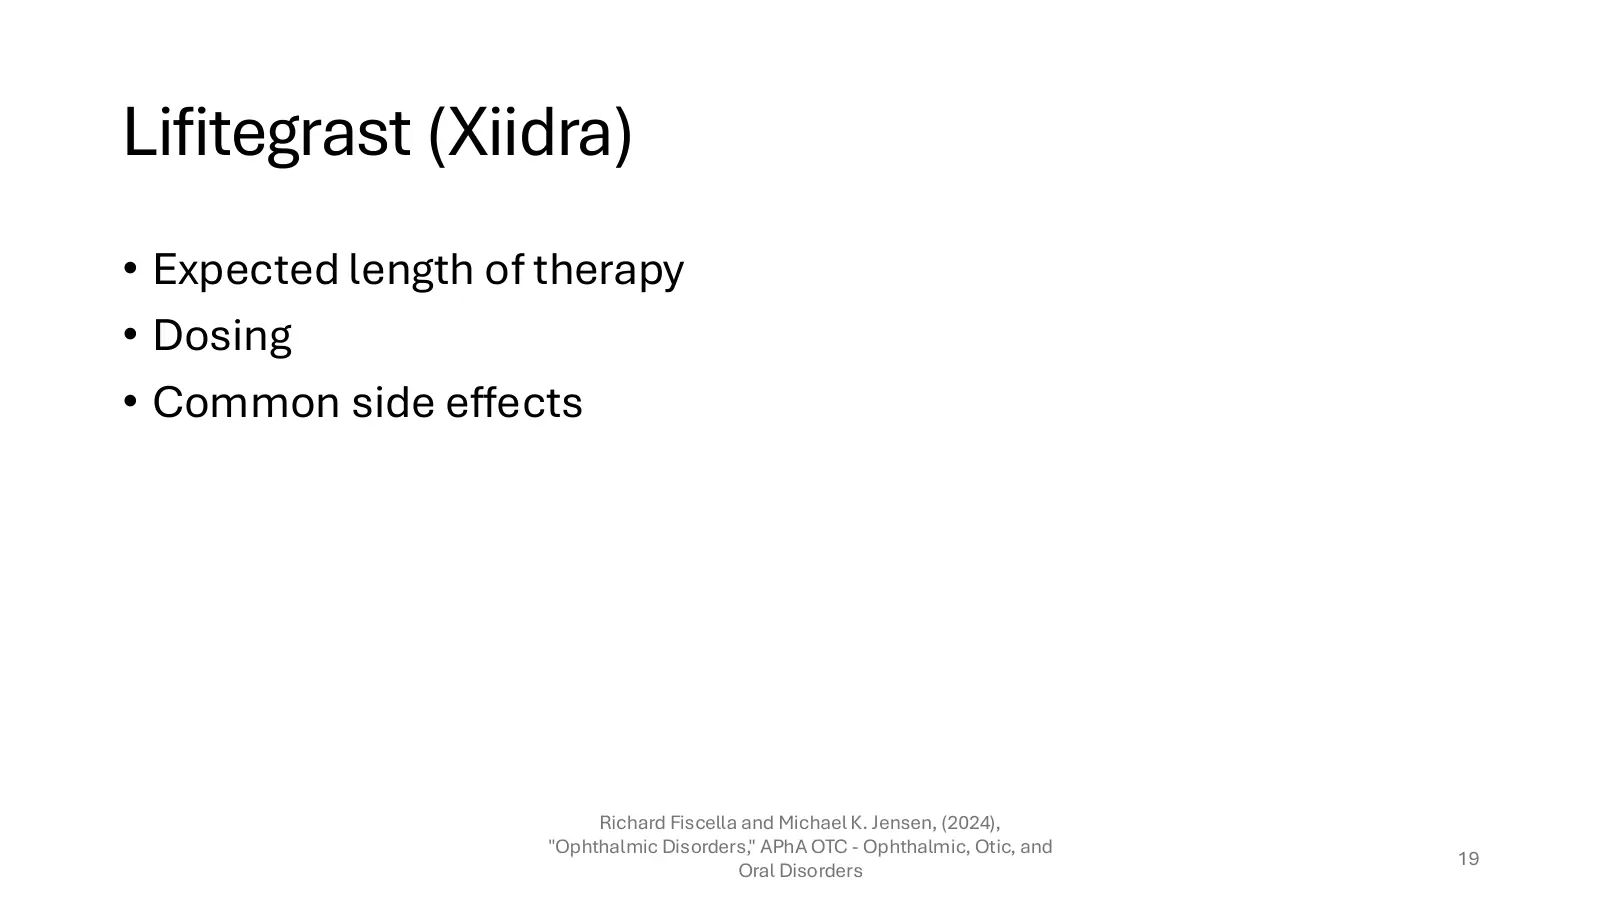 Lifitegrast (Xiidra)
• Expected length of therapy
• Dosing
• Common side effects
Richard Fiscella and Michael K. Jensen, (2024),
"Ophthalmic Disorders," APhA OTC - Ophthalmic, Otic, and
Oral Disorders
19